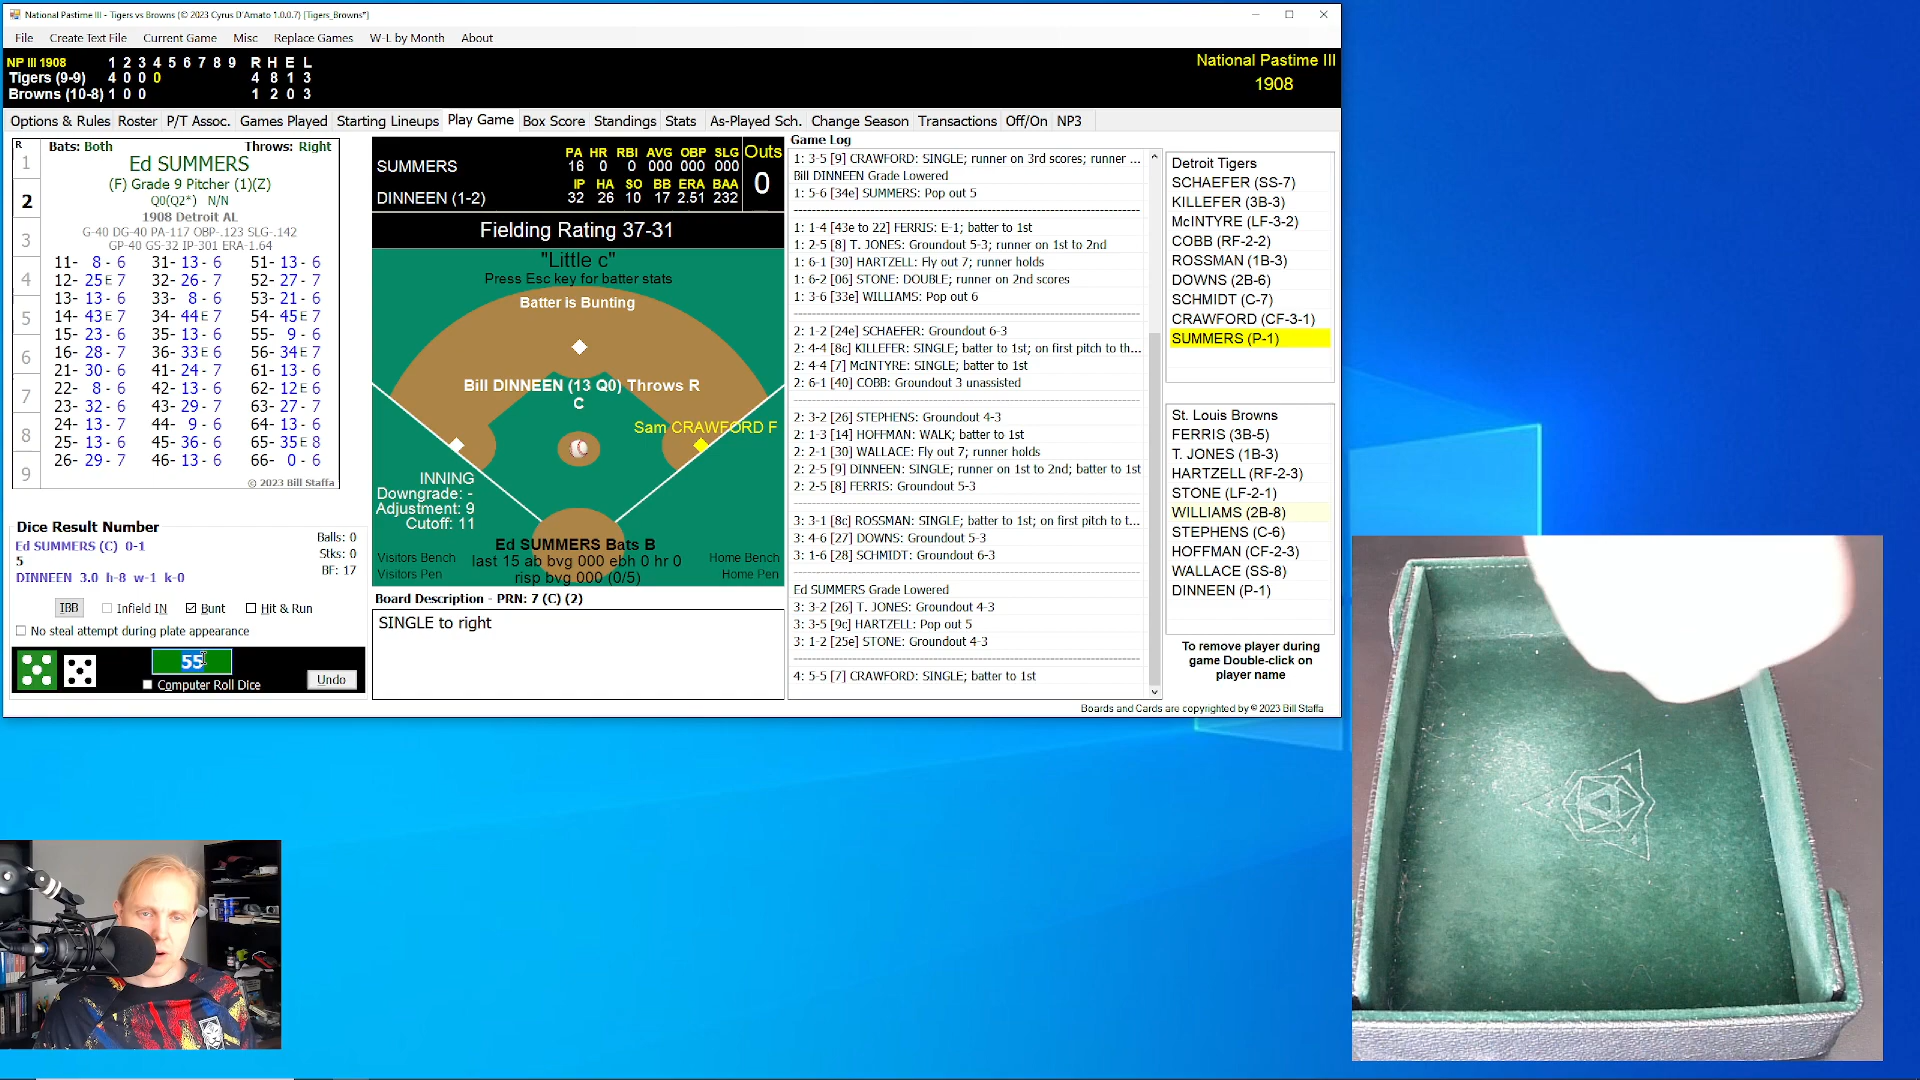 National Pastime III - Tigers vs Browns (© 2023 Cyrus D'Amato 1.0.0.7) [Tigers_Browns*]
File Create Text File Current Game Misc Replace Games W-L by Month About
NP III 1908 1 2 3 4 5 6 7 8 9 R H E L
Tigers (9-9) 4 0 0 0 4 8 1 3
Browns (10-8) 1 0 0 1 2 0 3
National Pastime III
1908
Options & Rules Roster P/T Assoc. Games Played Starting Lineups Play Game Box Score Standings Stats As-Played Sch. Change Season Transactions Off/On NP3
R
1
2
3
4
5
6
7
8
9
Bats: Both Throws: Right
Ed SUMMERS
(F) Grade 9 Pitcher (1)(Z)
Q0(Q2*) N/N
1908 Detroit AL
G-40 DG-40 PA-117 OBP-.123 SLG-.142
GP-40 GS-32 IP-301 ERA-1.64
11- 8 - 6 31- 13 - 6 51- 13 - 6
12- 25 E 7 32- 26 - 7 52- 27 - 7
13- 13 - 6 33- 8 - 6 53- 21 - 6
14- 43 E 7 34- 44 E 7 54- 45 E 7
15- 23 - 6 35- 13 - 6 55- 9 - 6
16- 28 - 7 36- 33 E 6 56- 34 E 7
21- 30 - 6 41- 24 - 7 61- 13 - 6
22- 8 - 6 42- 13 - 6 62- 12 E 6
23- 32 - 6 43- 29 - 7 63- 27 - 7
24- 13 - 7 44- 9 - 6 64- 13 - 6
25- 13 - 6 45- 36 - 6 65- 35 E 8
26- 29 - 7 46- 13 - 6 66- 0 - 6
© 2023 Bill Staffa
Dice Result Number
Ed SUMMERS (C) 0-1
5
DINNEEN 3.0 h-8 w-1 k-0
Balls: 0
Stks: 0
BF: 17
IBB Infield IN Bunt Hit & Run
No steal attempt during plate appearance
55
Computer Roll Dice
Undo
SUMMERS
PA HR RBI AVG OBP SLG
16 0 0 000 000 000
DINNEEN (1-2)
IP HA SO BB ERA BAA
32 26 10 17 2.51 232
Outs
0
Fielding Rating 37-31
"Little c"
Press Esc key for batter stats
Batter is Bunting
Bill DINNEEN (13 Q0) Throws R
C
Sam CRAWFORD F
INNING
Downgrade: -
Adjustment: 9
Cutoff: 11
Ed SUMMERS Bats B
last 15 ab bvg 000 ebh 0 hr 0
risp bvg 000 (0/5)
Visitors Bench
Visitors Pen
Home Bench
Home Pen
Board Description - PRN: 7 (C) (2)
SINGLE to right
Game Log
1: 3-5 [9] CRAWFORD: SINGLE; runner on 3rd scores; runner ...
Bill DINNEEN Grade Lowered
1: 5-6 [34e] SUMMERS: Pop out 5
1: 1-4 [43e to 22] FERRIS: E-1; batter to 1st
1: 2-5 [8] T. JONES: Groundout 5-3; runner on 1st to 2nd
1: 6-1 [30] HARTZELL: Fly out 7; runner holds
1: 6-2 [06] STONE: DOUBLE; runner on 2nd scores
1: 3-6 [33e] WILLIAMS: Pop out 6
2: 1-2 [24e] SCHAEFER: Groundout 6-3
2: 4-4 [8c] KILLEFER: SINGLE; batter to 1st; on first pitch to th...
2: 4-4 [7] McINTYRE: SINGLE; batter to 1st
2: 6-1 [40] COBB: Groundout 3 unassisted
2: 3-2 [26] STEPHENS: Groundout 4-3
2: 1-3 [14] HOFFMAN: WALK; batter to 1st
2: 2-1 [30] WALLACE: Fly out 7; runner holds
2: 2-5 [9] DINNEEN: SINGLE; runner on 1st to 2nd; batter to 1st
2: 2-5 [8] FERRIS: Groundout 5-3
3: 3-1 [8c] ROSSMAN: SINGLE; batter to 1st; on first pitch to t...
3: 4-6 [27] DOWNS: Groundout 5-3
3: 1-6 [28] SCHMIDT: Groundout 6-3
Ed SUMMERS Grade Lowered
3: 3-2 [26] T. JONES: Groundout 4-3
3: 3-5 [9c] HARTZELL: Pop out 5
3: 1-2 [25e] STONE: Groundout 4-3
4: 5-5 [7] CRAWFORD: SINGLE; batter to 1st
Detroit Tigers
SCHAEFER (SS-7)
KILLEFER (3B-3)
McINTYRE (LF-3-2)
COBB (RF-2-2)
ROSSMAN (1B-3)
DOWNS (2B-6)
SCHMIDT (C-7)
CRAWFORD (CF-3-1)
SUMMERS (P-1)
St. Louis Browns
FERRIS (3B-5)
T. JONES (1B-3)
HARTZELL (RF-2-3)
STONE (LF-2-1)
WILLIAMS (2B-8)
STEPHENS (C-6)
HOFFMAN (CF-2-3)
WALLACE (SS-8)
DINNEEN (P-1)
To remove player during
game Double-click on
player name
Boards and Cards are copyrighted by © 2023 Bill Staffa